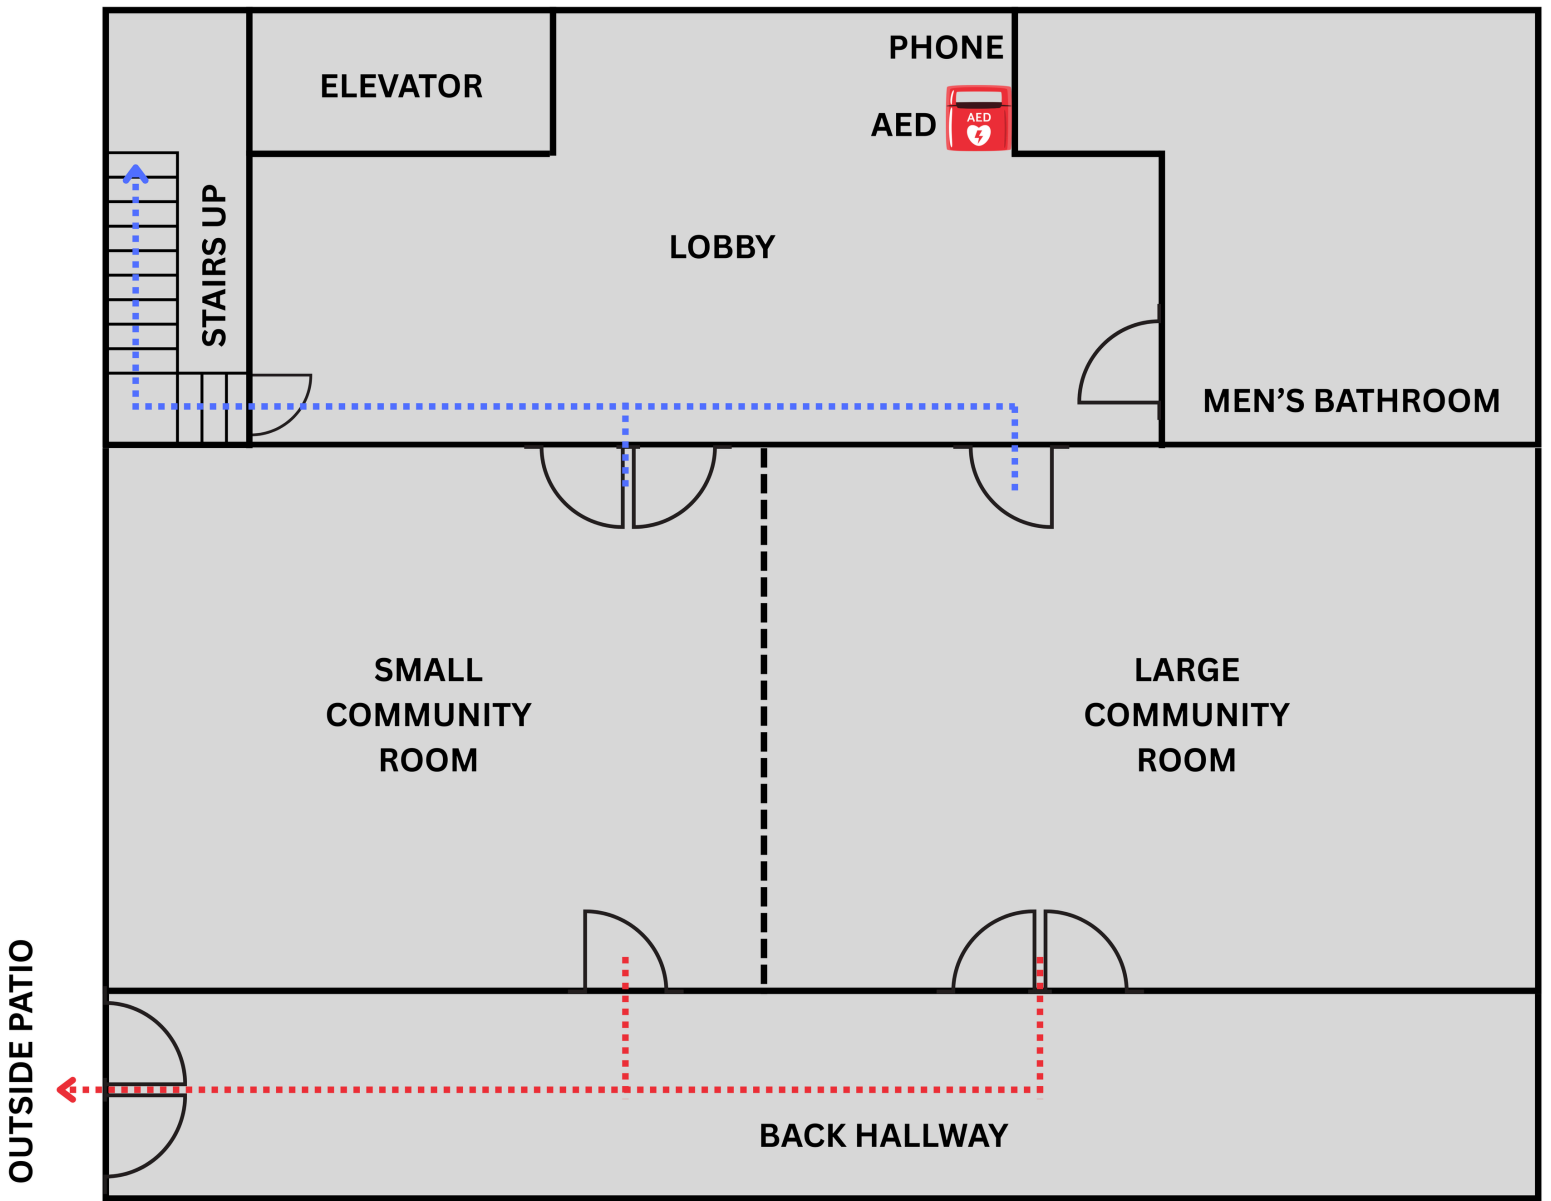 PHONE
ELEVATOR
AED
AED
STAIRS UP
LOBBY
MEN’S BATHROOM
SMALL
COMMUNITY
ROOM
LARGE
COMMUNITY
ROOM
OUTSIDE PATIO
BACK HALLWAY